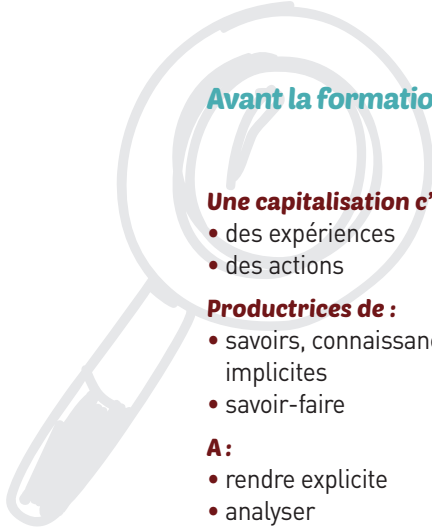 Avant la formatio
Une capitalisation c'
• des expériences
• des actions
Productrices de :
• savoirs, connaissanc
implicites
• savoir-faire
A :
• rendre explicite
• analyser